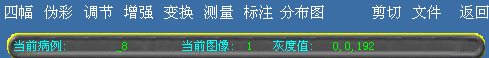 四幅 伪彩 调节 增强 变换 测量 标注 分布图 剪切 文件 返回
当前病例: _8 当前图像: 1 灰度值: 0,0,192